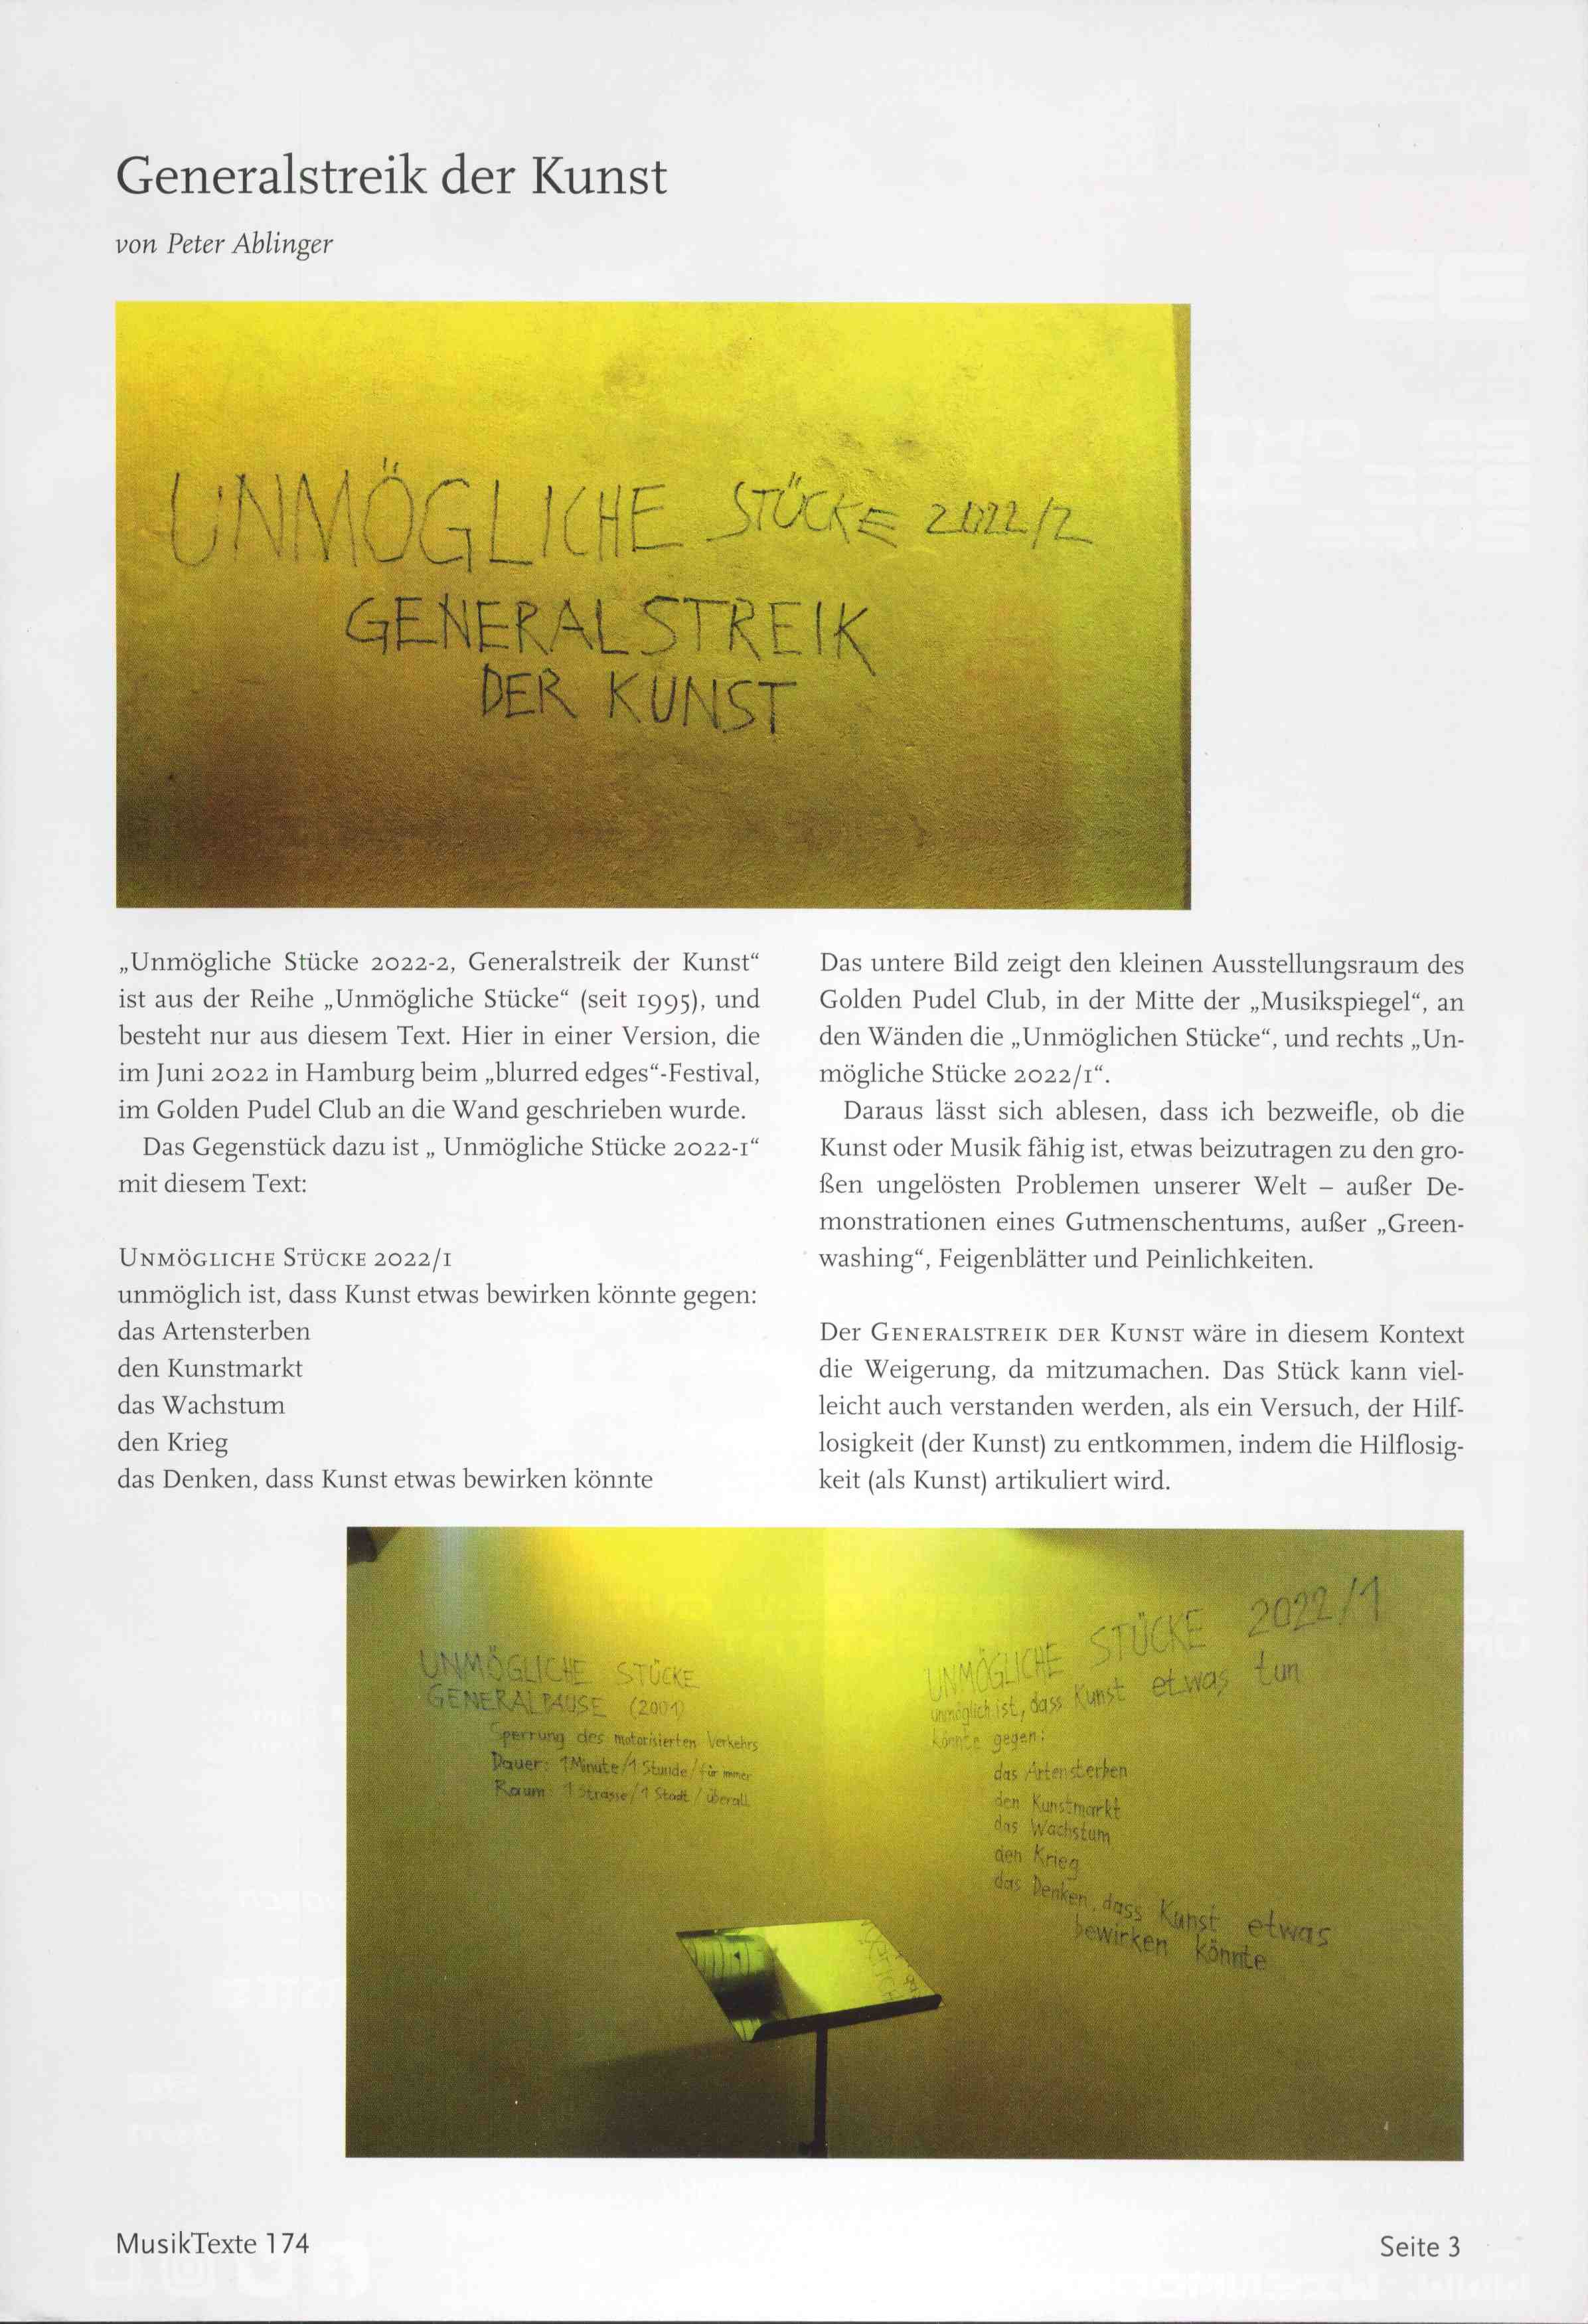 Generalstreik der Kunst
von Peter Ablinger
UNMÖGLICHE STÜCKE 2022/2
GENERALSTREIK
DER KUNST
„Unmögliche Stücke 2022-2, Generalstreik der Kunst“
ist aus der Reihe „Unmögliche Stücke“ (seit 1995), und
besteht nur aus diesem Text. Hier in einer Version, die
im Juni 2022 in Hamburg beim „blurred edges“-Festival,
im Golden Pudel Club an die Wand geschrieben wurde.
Das Gegenstück dazu ist „ Unmögliche Stücke 2022-1“
mit diesem Text:
UNMÖGLICHE STÜCKE 2022/1
unmöglich ist, dass Kunst etwas bewirken könnte gegen:
das Artensterben
den Kunstmarkt
das Wachstum
den Krieg
das Denken, dass Kunst etwas bewirken könnte
Das untere Bild zeigt den kleinen Ausstellungsraum des
Golden Pudel Club, in der Mitte der „Musikspiegel“, an
den Wänden die „Unmöglichen Stücke“, und rechts „Un-
mögliche Stücke 2022/1“.
Daraus lässt sich ablesen, dass ich bezweifle, ob die
Kunst oder Musik fähig ist, etwas beizutragen zu den gro-
ßen ungelösten Problemen unserer Welt – außer De-
monstrationen eines Gutmenschentums, außer „Green-
washing“, Feigenblätter und Peinlichkeiten.
Der GENERALSTREIK DER KUNST wäre in diesem Kontext
die Weigerung, da mitzumachen. Das Stück kann viel-
leicht auch verstanden werden, als ein Versuch, der Hilf-
losigkeit (der Kunst) zu entkommen, indem die Hilflosig-
keit (als Kunst) artikuliert wird.
UNMÖGLICHE STÜCKE
GENERALPAUSE (2001)
Sperrung des motorisierten Verkehrs
Dauer: 1 Minute/1 Stunde/für immer
Raum: 1 Strasse/1 Stadt/überall
UNMÖGLICHE STÜCKE 2022/1
unmöglich ist, dass Kunst etwas tun
könnte gegen:
das Artensterben
den Kunstmarkt
das Wachstum
den Krieg
das Denken, dass Kunst etwas
bewirken könnte
MusikTexte 174
Seite 3